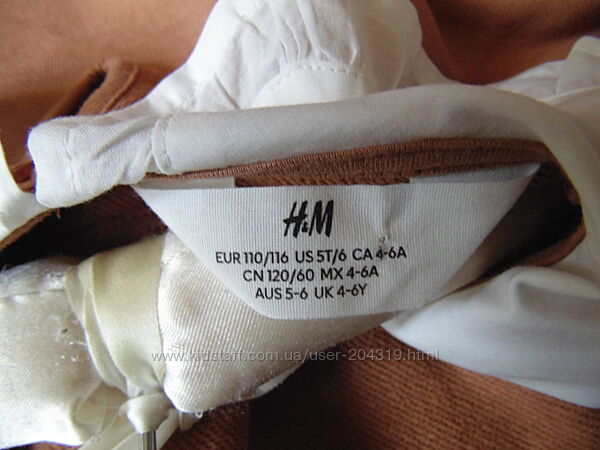 H&M
EUR 110/116 US 5T/6 CA 4-6A
CN 120/60 MX 4-6A
AUS 5-6 UK 4-6Y
www.kidstaff.com.ua/user-204319.html